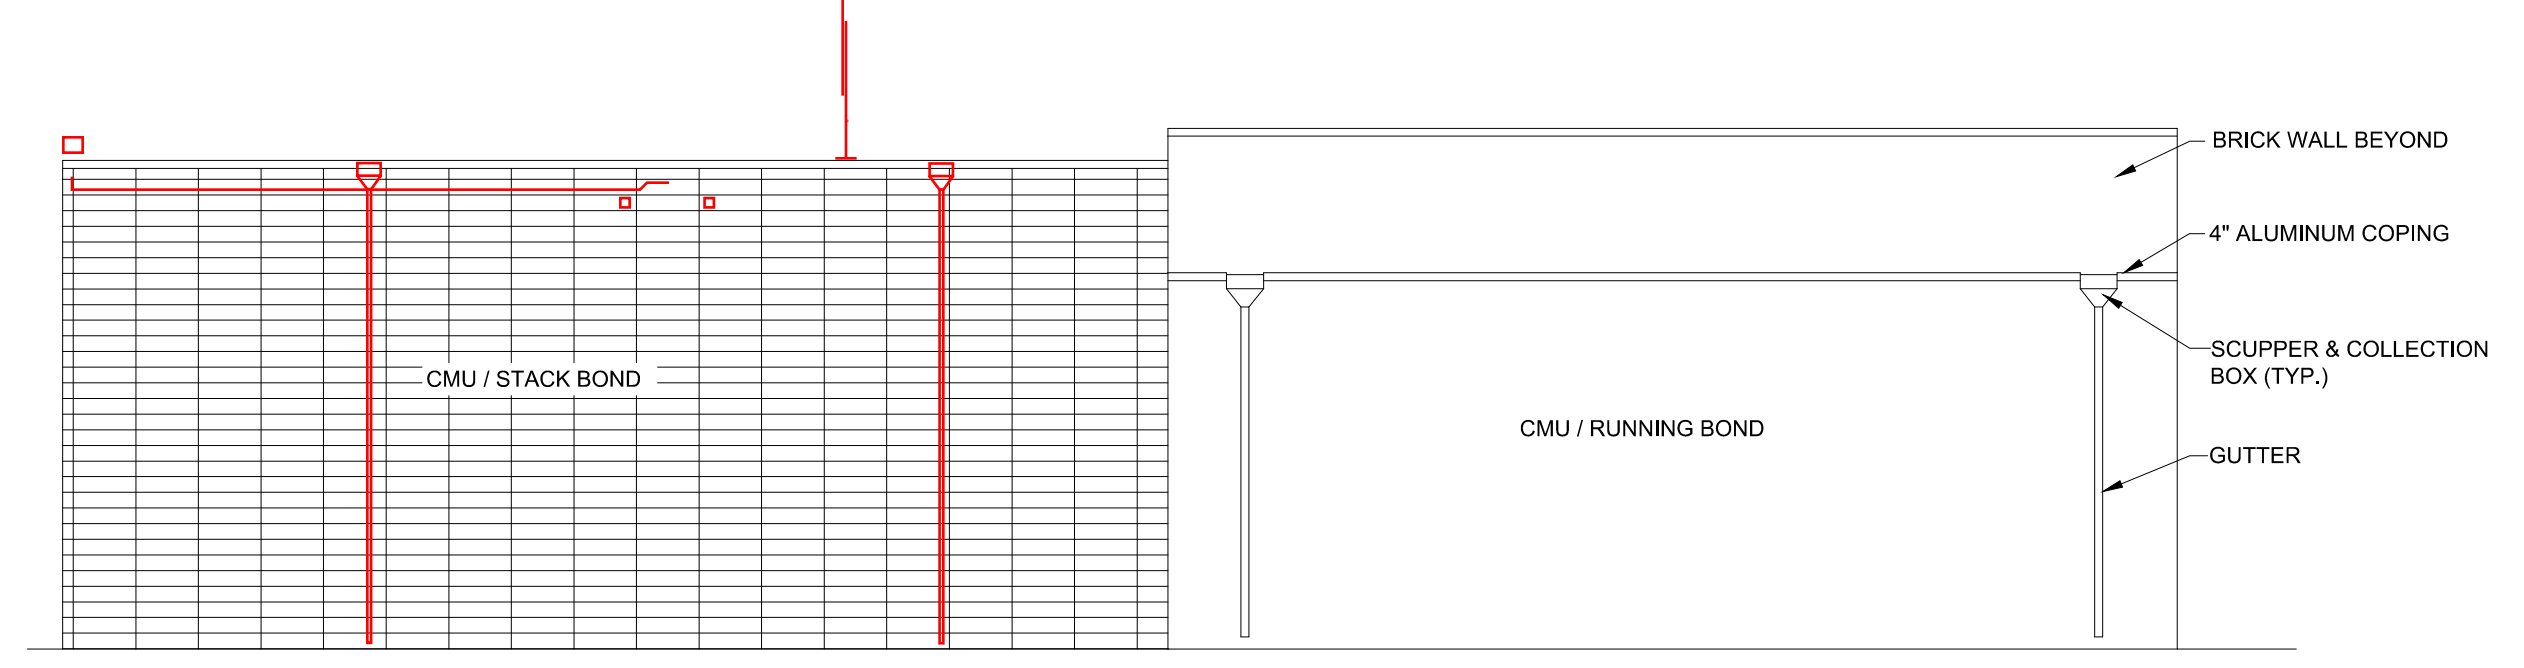 BRICK WALL BEYOND
4" ALUMINUM COPING
SCUPPER & COLLECTION
BOX (TYP.)
CMU / STACK BOND
CMU / RUNNING BOND
GUTTER